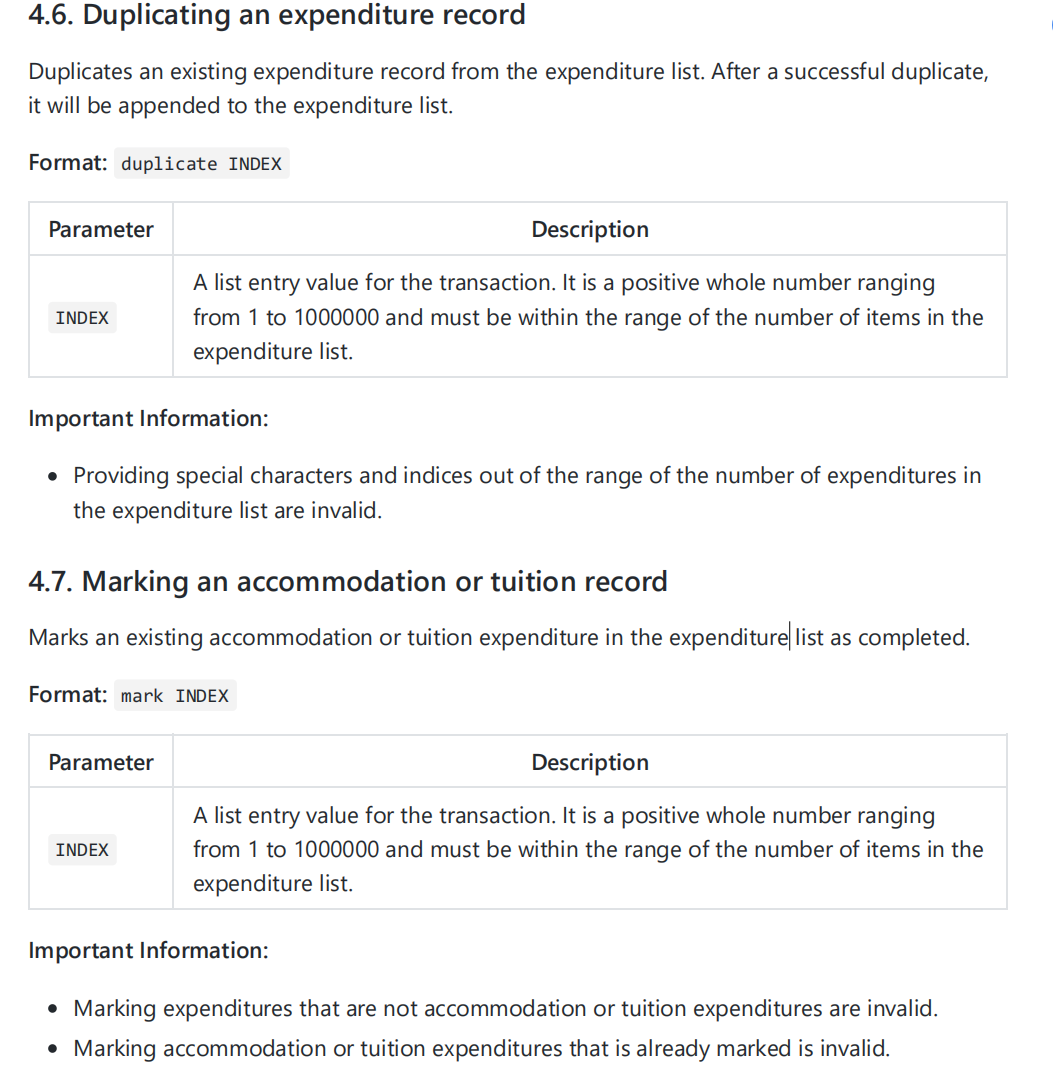 4.6. Duplicating an expenditure record
Duplicates an existing expenditure record from the expenditure list. After a successful duplicate,
it will be appended to the expenditure list.
Format: duplicate INDEX
Parameter Description
A list entry value for the transaction. It is a positive whole number ranging
INDEX from 1 to 1000000 and must be within the range of the number of items in the
expenditure list.
Important Information:
• Providing special characters and indices out of the range of the number of expenditures in
the expenditure list are invalid.
4.7. Marking an accommodation or tuition record
Marks an existing accommodation or tuition expenditure in the expenditure list as completed.
Format: mark INDEX
Parameter Description
A list entry value for the transaction. It is a positive whole number ranging
INDEX from 1 to 1000000 and must be within the range of the number of items in the
expenditure list.
Important Information:
• Marking expenditures that are not accommodation or tuition expenditures are invalid.
• Marking accommodation or tuition expenditures that is already marked is invalid.